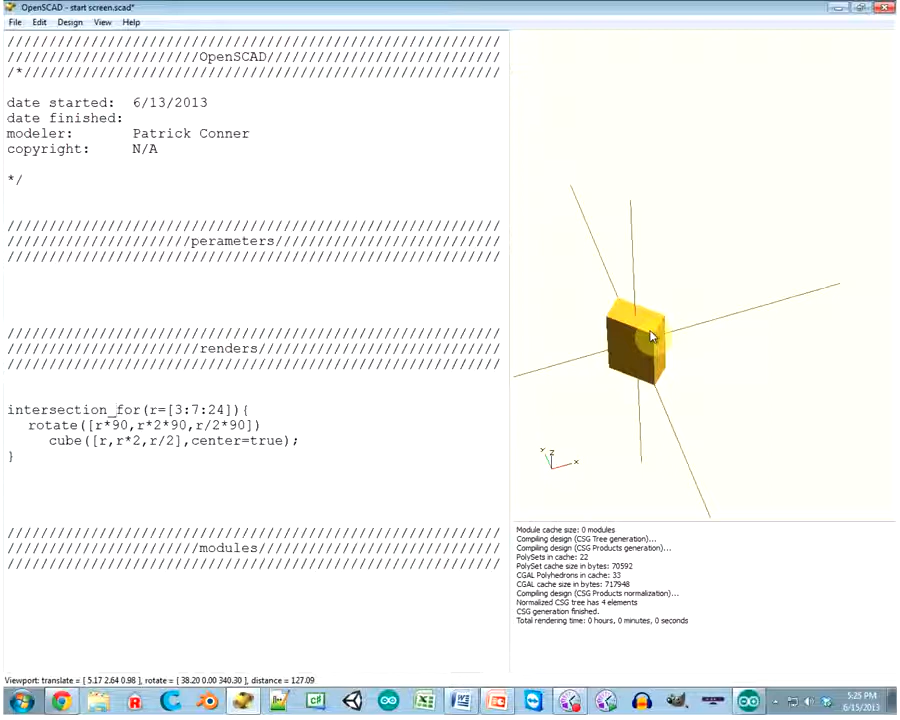 OpenSCAD - start screen.scad*
File Edit Design View Help
///////////////////////////////////////////////////////////
///////////////////////OpenSCAD////////////////////////////
/*/////////////////////////////////////////////////////////
date started: 6/13/2013
date finished:
modeler: Patrick Conner
copyright: N/A
*/
///////////////////////////////////////////////////////////
//////////////////////perameters///////////////////////////
///////////////////////////////////////////////////////////
///////////////////////////////////////////////////////////
///////////////////////renders/////////////////////////////
///////////////////////////////////////////////////////////
intersection_for(r=[3:7:24]){
rotate([r*90,r*2*90,r/2*90])
cube([r,r*2,r/2],center=true);
}
///////////////////////////////////////////////////////////
///////////////////////modules/////////////////////////////
///////////////////////////////////////////////////////////
Y Z X
Module cache size: 0 modules
Compiling design (CSG Tree generation)...
Compiling design (CSG Products generation)...
PolySets in cache: 22
PolySet cache size in bytes: 70592
CGAL Polyhedrons in cache: 33
CGAL cache size in bytes: 717948
Compiling design (CSG Products normalization)...
Normalized CSG tree has 4 elements
CSG generation finished.
Total rendering time: 0 hours, 0 minutes, 0 seconds
Viewport: translate = [ 5.17 2.64 0.98 ], rotate = [ 38.20 0.00 340.30 ], distance = 127.09
5:25 PM
6/15/2013